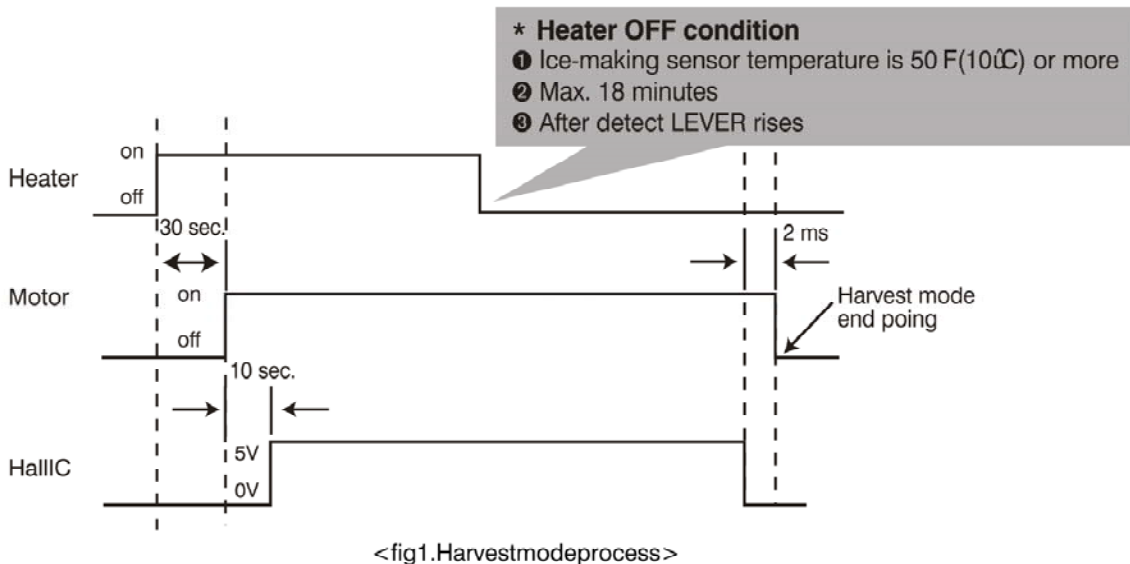 * Heater OFF condition
❶ Ice-making sensor temperature is 50 F(10ûC) or more
❷ Max. 18 minutes
❸ After detect LEVER rises
Heater
on
off
30 sec.
2 ms
Motor
on
off
Harvest mode
end poing
10 sec.
HallIC
5V
0V
<fig1.Harvestmodeprocess>